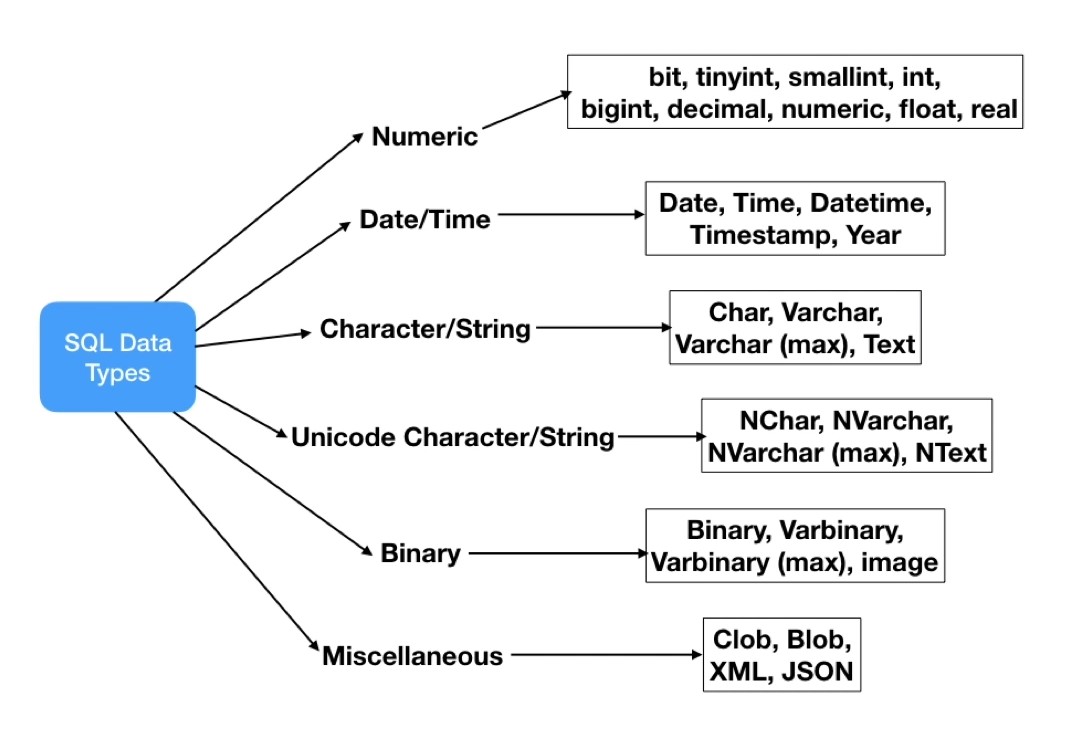 bit, tinyint, smallint, int,
bigint, decimal, numeric, float, real
Numeric
Date/Time
Date, Time, Datetime,
Timestamp, Year
SQL Data
Types
Character/String
Char, Varchar,
Varchar (max), Text
Unicode Character/String
NChar, NVarchar,
NVarchar (max), NText
Binary
Binary, Varbinary,
Varbinary (max), image
Miscellaneous
Clob, Blob,
XML, JSON